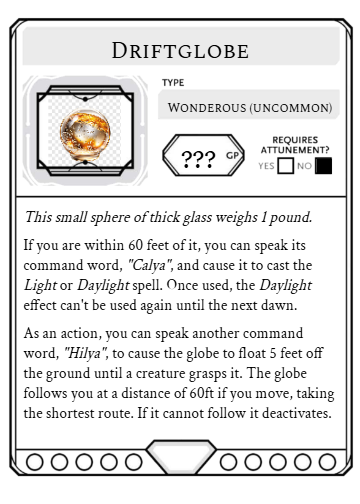 DRIFTGLOBE
TYPE
WONDEROUS (UNCOMMON)
??? GP
REQUIRES
ATTUNEMENT?
YES NO
This small sphere of thick glass weighs 1 pound.
If you are within 60 feet of it, you can speak its
command word, "Calya", and cause it to cast the
Light or Daylight spell. Once used, the Daylight
effect can't be used again until the next dawn.
As an action, you can speak another command
word, "Hilya", to cause the globe to float 5 feet off
the ground until a creature grasps it. The globe
follows you at a distance of 60ft if you move, taking
the shortest route. If it cannot follow it deactivates.